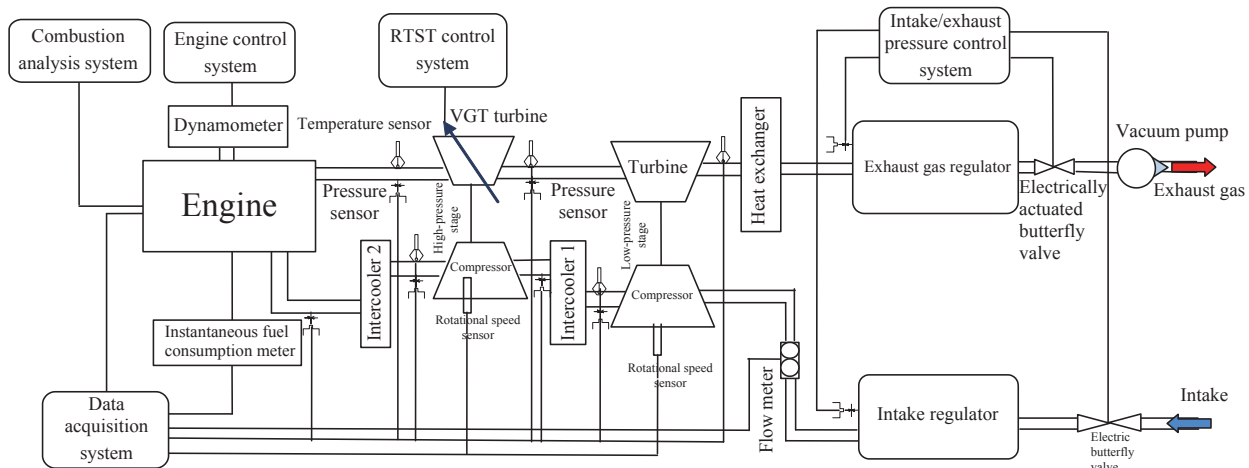 Combustion
analysis system
Engine control
system
RTST control
system
Intake/exhaust
pressure control
system
Dynamometer
Temperature sensor
VGT turbine
Vacuum pump
Engine
Pressure
sensor
High-pressure
stage
Pressure
sensor
Turbine
Low-pressure
stage
Heat exchanger
Exhaust gas regulator
Electrically
actuated
butterfly
valve
Exhaust gas
Intercooler 2
Compressor
Intercooler 1
Compressor
Rotational speed
sensor
Rotational speed
sensor
Instantaneous fuel
consumption meter
Flow meter
Data
acquisition
system
Intake regulator
Intake
Electric
butterfly
valve